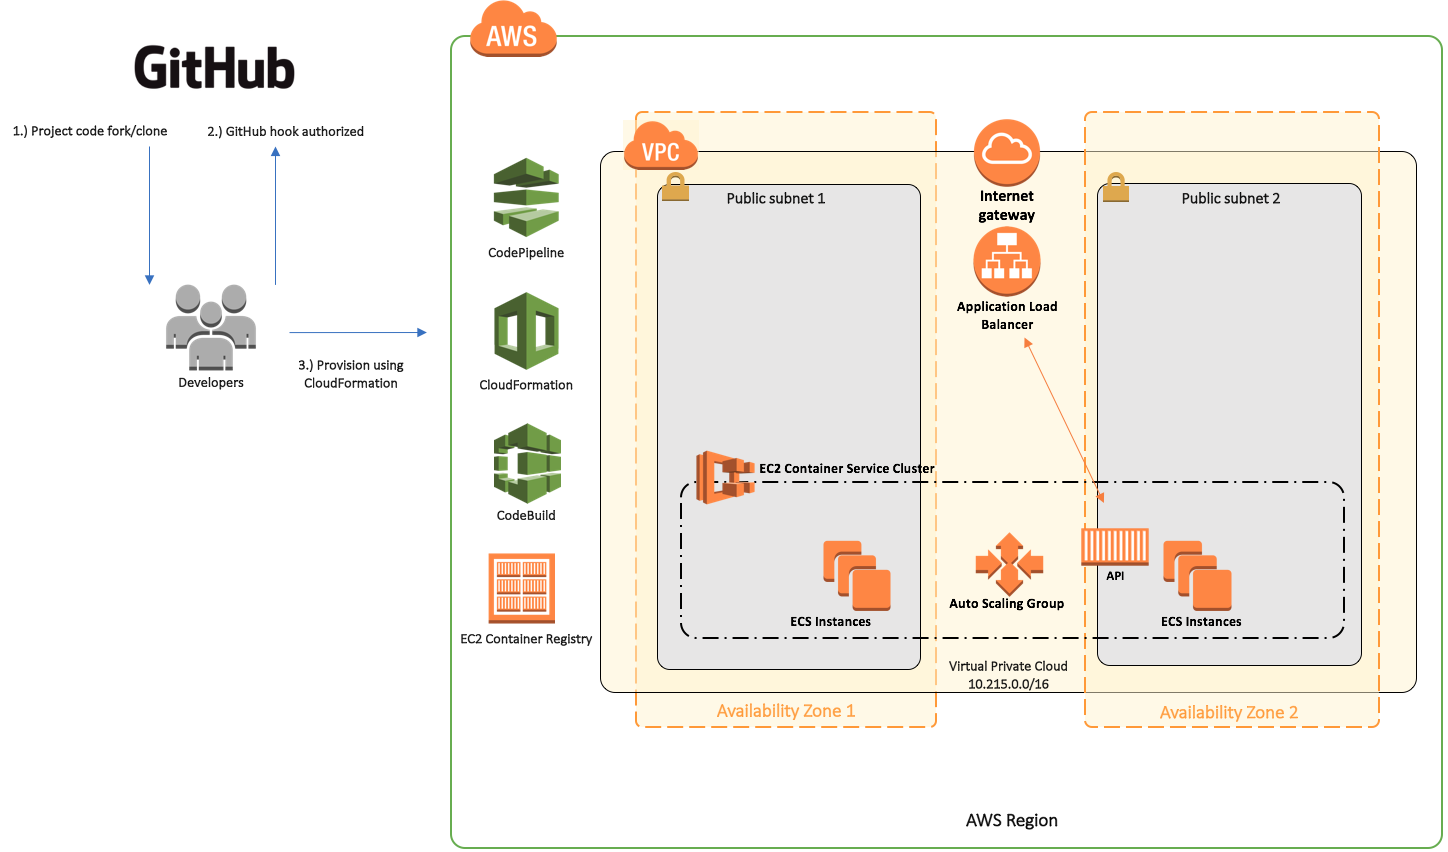 GitHub
1.) Project code fork/clone
2.) GitHub hook authorized
Developers
3.) Provision using
CloudFormation
AWS
CodePipeline
CloudFormation
CodeBuild
EC2 Container Registry
VPC
Public subnet 1
Internet
gateway
Application Load
Balancer
Public subnet 2
EC2 Container Service Cluster
ECS Instances
Auto Scaling Group
API
ECS Instances
Virtual Private Cloud
10.215.0.0/16
Availability Zone 1
Availability Zone 2
AWS Region